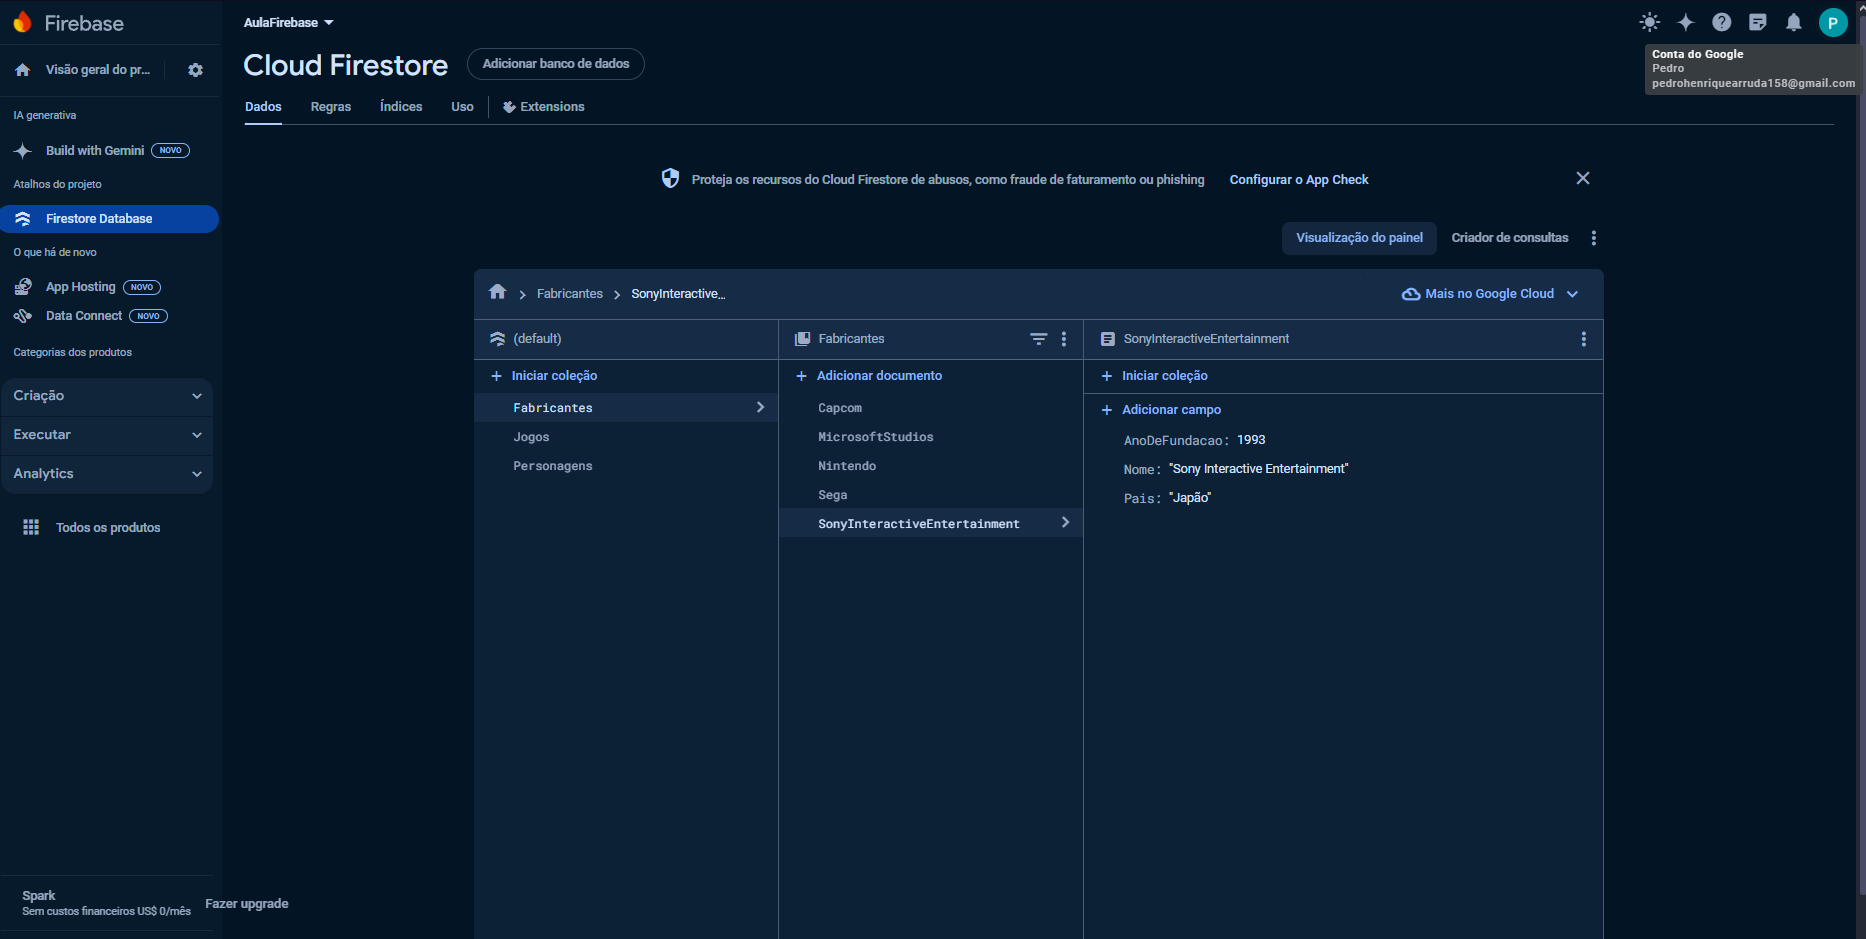 Firebase
AulaFirebase
Conta do Google
Pedro
pedrohenriquearruda158@gmail.com
Visão geral do pr...
Cloud Firestore
Adicionar banco de dados
Dados
Regras
Índices
Uso
Extensions
IA generativa
Build with Gemini NOVO
Atalhos do projeto
Firestore Database
O que há de novo
App Hosting NOVO
Data Connect NOVO
Categorias dos produtos
Criação
Executar
Analytics
Todos os produtos
Spark
Sem custos financeiros US$ 0/mês
Fazer upgrade
Proteja os recursos do Cloud Firestore de abusos, como fraude de faturamento ou phishing
Configurar o App Check
Visualização do painel
Criador de consultas
Fabricantes
SonyInteractive...
Mais no Google Cloud
(default)
Iniciar coleção
Fabricantes
Jogos
Personagens
Fabricantes
Adicionar documento
Capcom
MicrosoftStudios
Nintendo
Sega
SonyInteractiveEntertainment
SonyInteractiveEntertainment
Iniciar coleção
Adicionar campo
AnoDeFundacao: 1993
Nome: "Sony Interactive Entertainment"
Pais: "Japão"
P